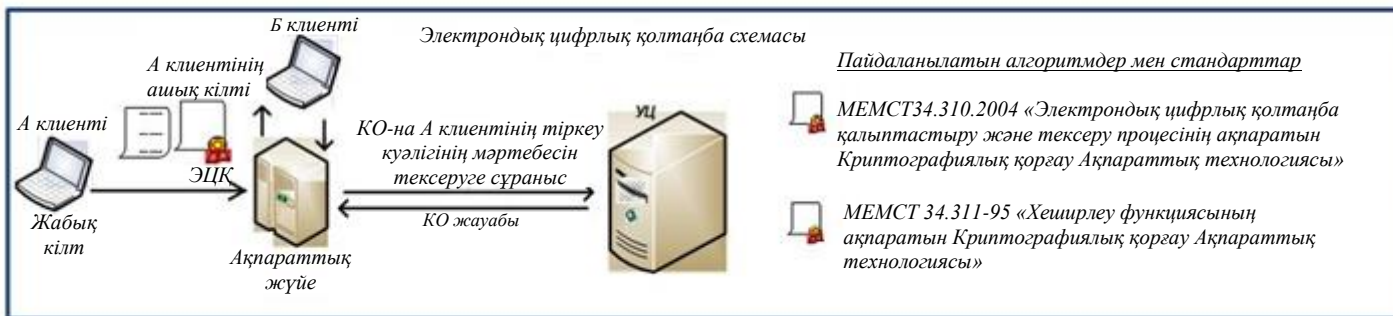 Б клиенті
Электрондық цифрлық қолтаңба схемасы
А клиентінің
ашық кілті
А клиенті
ЭЦК
Жабық
кілт
Ақпараттық
жүйе
КО-на А клиентінің тіркеу
куәлігінің мәртебесін
тексеруге сұраныс
КО жауабы
УЦ
Пайдаланылатын алгоритмдер мен стандарттар
МЕМСТ34.310.2004 «Электрондық цифрлық қолтаңба
қалыптастыру және тексеру процесінің ақпаратын
Криптографиялық қорғау Ақпараттық технологиясы»
МЕМСТ 34.311-95 «Хеширлеу функциясының
ақпаратын Криптографиялық қорғау Ақпараттық
технологиясы»